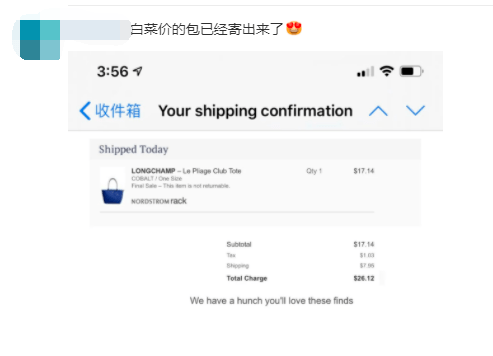 白菜价的包已经寄出来了
3:56
收件箱 Your shipping confirmation
Shipped Today
LONGCHAMP – Le Pliage Club Tote Qty 1 $17.14
COBALT / One Size
Final Sale – This item is not returnable.
NORDSTROM rack
Subtotal $17.14
Tax $1.03
Shipping $7.95
Total Charge $26.12
We have a hunch you'll love these finds